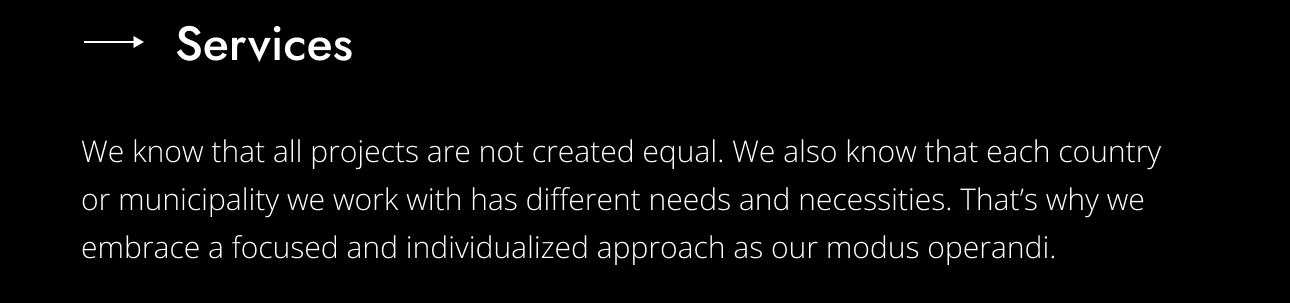 Services
We know that all projects are not created equal. We also know that each country
or municipality we work with has different needs and necessities. That’s why we
embrace a focused and individualized approach as our modus operandi.